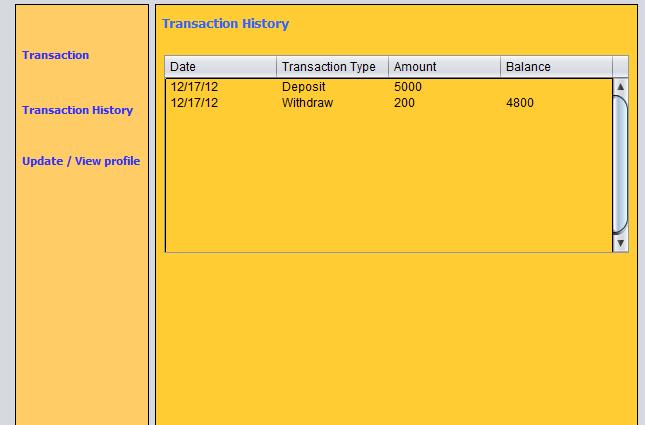 Transaction
Transaction History
Update / View profile
Transaction History
Date Transaction Type Amount Balance
12/17/12 Deposit 5000
12/17/12 Withdraw 200 4800